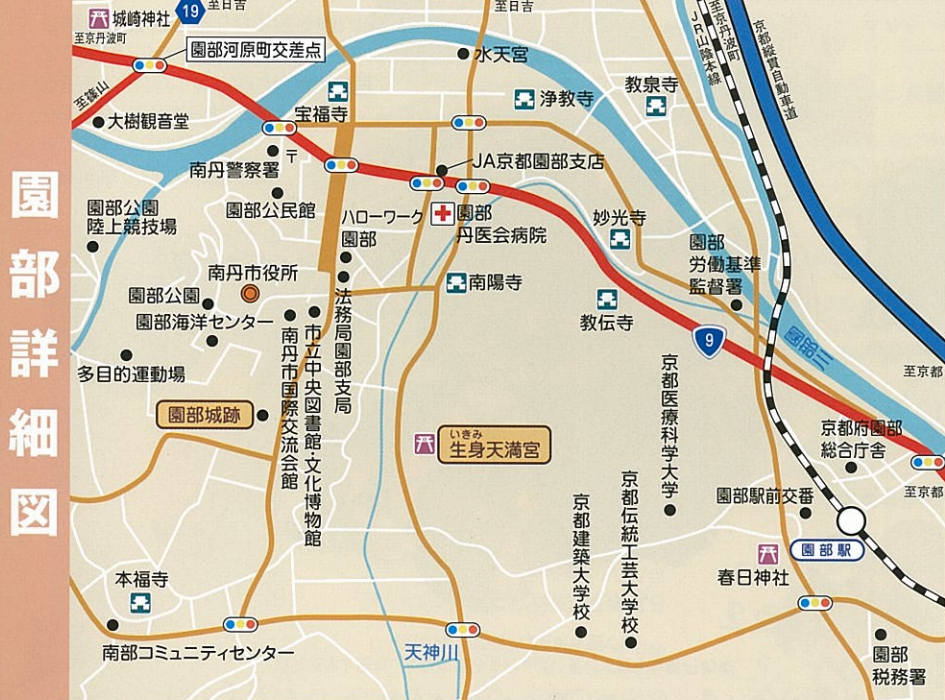 園部詳細図
城崎神社
19
至日吉
至日吉
至京丹波町
園部河原町交差点
至篠山
大樹観音堂
水天宮
宝福寺
浄教寺
教泉寺
JR山陰本線
至京丹波町
京都縦貫自動車道
〒
南丹警察署
JA京都園部支店
園部公民館
園部公園
陸上競技場
ハローワーク
園部
園部
丹医会病院
妙光寺
園部
労働基準
監督署
南丹市役所
園部公園
園部海洋センター
南陽寺
教伝寺
9
園部川
多目的運動場
法務局園部支局
市立中央図書館・文化博物館
南丹市国際交流会館
園部城跡
いきみ
生身天満宮
京都医療科学大学
至京都
京都府園部
総合庁舎
至京都
園部駅前交番
園部駅
京都伝統工芸大学校
京都建築大学校
春日神社
本福寺
南部コミュニティセンター
天神川
園部
税務署